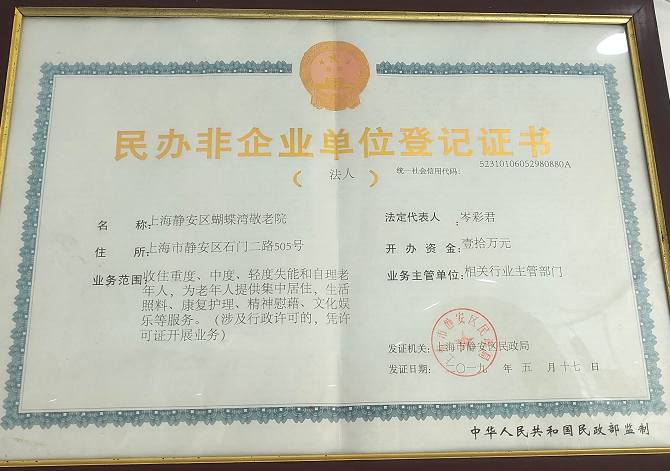 民办非企业单位登记证书
（法人）
统一社会信用代码：52310106052980880A
名 称：上海静安区蝴蝶湾敬老院
住 所：上海市静安区石门二路505号
业务范围：收住重度、中度、轻度失能和自理老
年人，为老年人提供集中居住，生活
照料、康复护理、精神慰藉、文化娱
乐等服务。（涉及行政许可的，凭许
可证开展业务）
法定代表人：岑彩君
开 办 资 金：壹拾万元
业务主管单位：相关行业主管部门
发证机关：上海市静安区民政局
发证日期：二〇一九 年 五 月 十七 日
中华人民共和国民政部监制